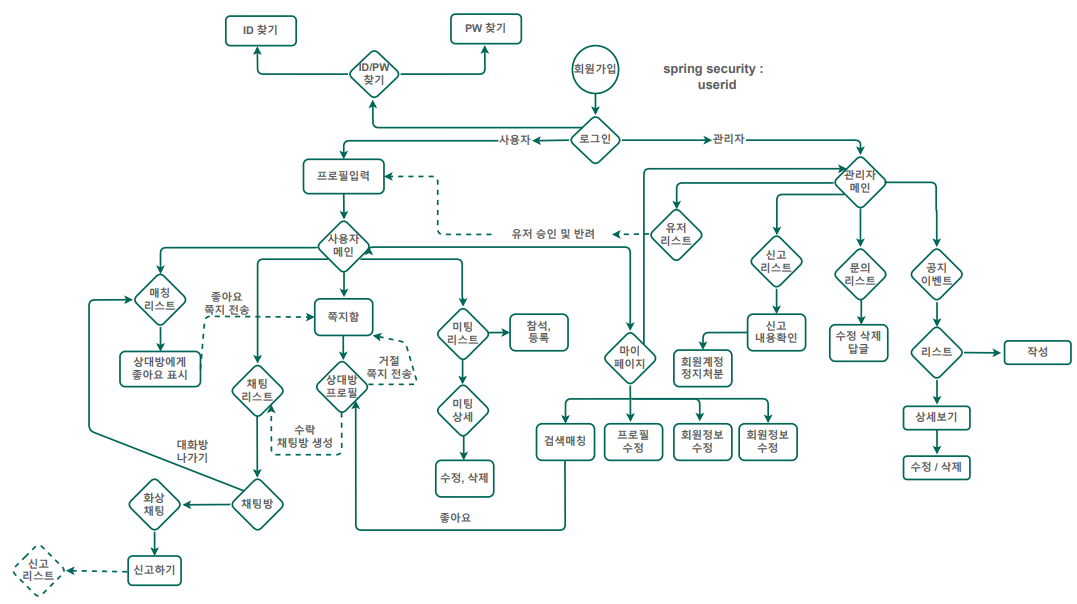 ID 찾기
PW 찾기
ID/PW
찾기
회원가입
spring security :
userid
사용자
로그인
관리자
프로필입력
관리자
메인
유저 승인 및 반려
유저
리스트
사용자
메인
신고
리스트
문의
리스트
공지
이벤트
매칭
리스트
좋아요
쪽지 전송
쪽지함
미팅
리스트
참석,
등록
마이
페이지
신고
내용확인
수정 삭제
답글
리스트
작성
상대방에게
좋아요 표시
거절
쪽지 전송
회원계정
정지처분
채팅
리스트
상대방
프로필
미팅
상세
상세보기
수락
채팅방 생성
검색매칭
프로필
수정
회원정보
수정
회원정보
수정
대화방
나가기
수정, 삭제
수정 / 삭제
화상
채팅
채팅방
좋아요
신고
리스트
신고하기